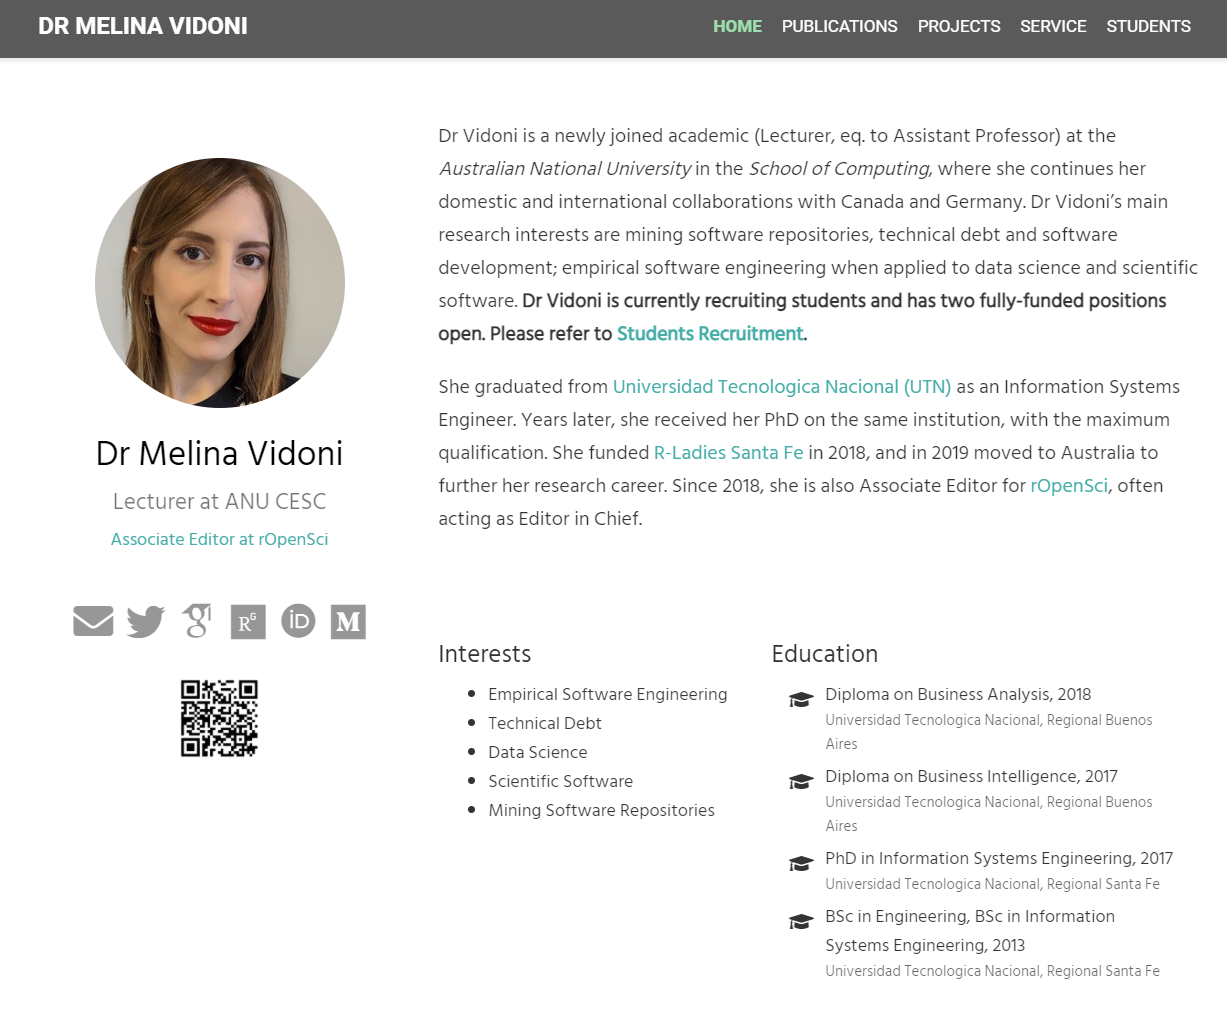 DR MELINA VIDONI
HOME PUBLICATIONS PROJECTS SERVICE STUDENTS
Dr Melina Vidoni
Lecturer at ANU CESC
Associate Editor at rOpenSci
RG
iD
M
Dr Vidoni is a newly joined academic (Lecturer, eq. to Assistant Professor) at the
Australian National University in the School of Computing, where she continues her
domestic and international collaborations with Canada and Germany. Dr Vidoni’s main
research interests are mining software repositories, technical debt and software
development; empirical software engineering when applied to data science and scientific
software. Dr Vidoni is currently recruiting students and has two fully-funded positions
open. Please refer to Students Recruitment.
She graduated from Universidad Tecnologica Nacional (UTN) as an Information Systems
Engineer. Years later, she received her PhD on the same institution, with the maximum
qualification. She funded R-Ladies Santa Fe in 2018, and in 2019 moved to Australia to
further her research career. Since 2018, she is also Associate Editor for rOpenSci, often
acting as Editor in Chief.
Interests
Empirical Software Engineering
Technical Debt
Data Science
Scientific Software
Mining Software Repositories
Education
Diploma on Business Analysis, 2018
Universidad Tecnologica Nacional, Regional Buenos
Aires
Diploma on Business Intelligence, 2017
Universidad Tecnologica Nacional, Regional Buenos
Aires
PhD in Information Systems Engineering, 2017
Universidad Tecnologica Nacional, Regional Santa Fe
BSc in Engineering, BSc in Information
Systems Engineering, 2013
Universidad Tecnologica Nacional, Regional Santa Fe